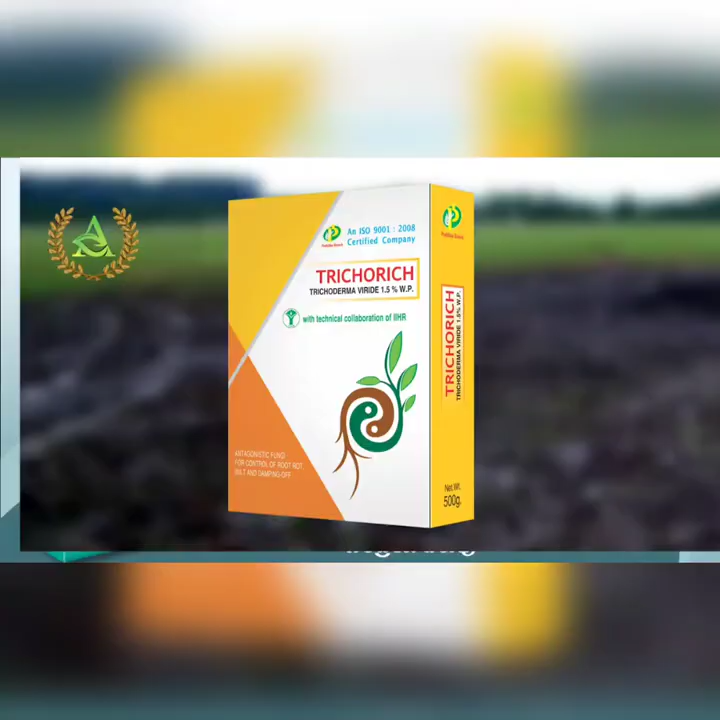 An ISO 9001 : 2008
Certified Company
TRICHORICH
TRICHODERMA VIRIDE 1.5 % W.P.
with technical collaboration of IIHR
ANTAGONISTIC FUNGI
FOR CONTROL OF ROOT ROT,
WILT AND DAMPING-OFF
TRICHORICH
TRICHODERMA VIRIDE 1.5% W.P.
Net Wt.
500g.